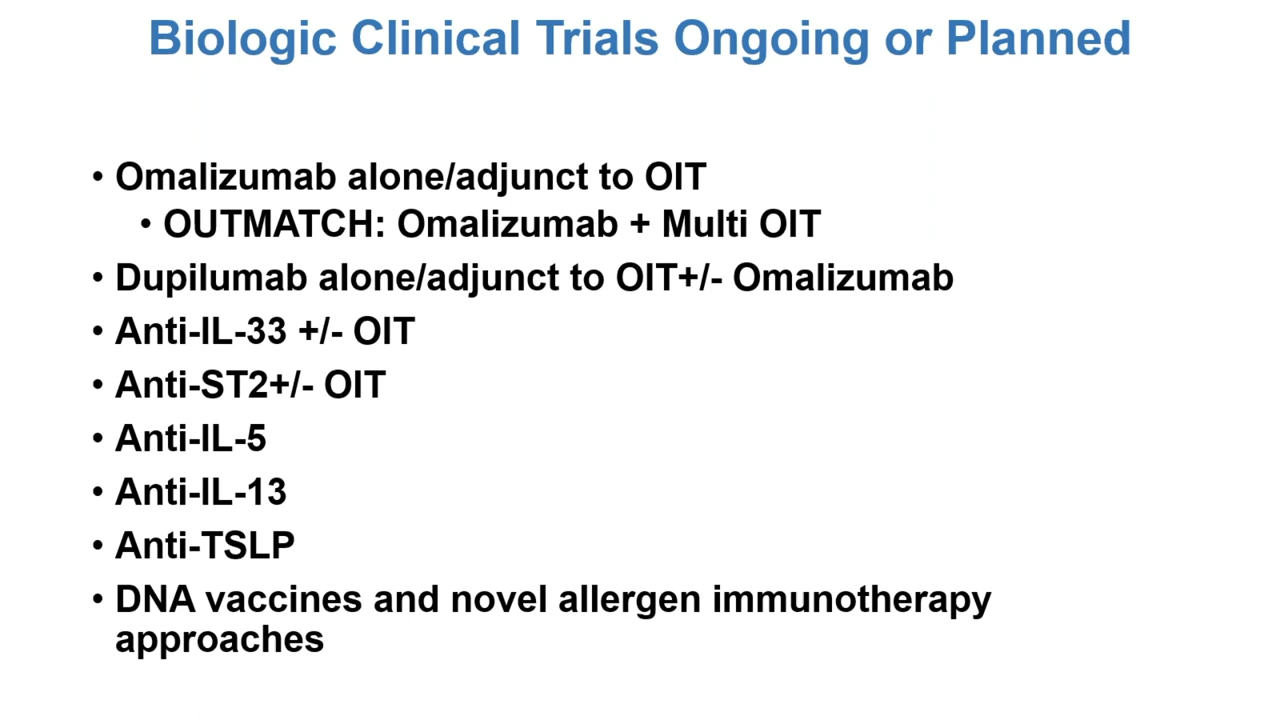 Biologic Clinical Trials Ongoing or Planned
• Omalizumab alone/adjunct to OIT
• OUTMATCH: Omalizumab + Multi OIT
• Dupilumab alone/adjunct to OIT+/- Omalizumab
• Anti-IL-33 +/- OIT
• Anti-ST2+/- OIT
• Anti-IL-5
• Anti-IL-13
• Anti-TSLP
• DNA vaccines and novel allergen immunotherapy
approaches